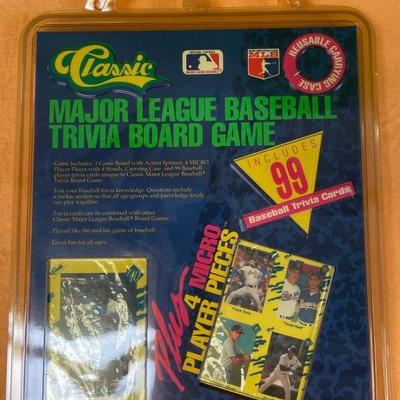 Classic
MLB
REUSABLE CARRYING CASE
MAJOR LEAGUE BASEBALL
TRIVIA BOARD GAME
Game Includes: 1 Game Board with Action Spinner, 4 MICRO
Player Pieces with 4 Stands, Carrying Case, and 99 Baseball
player trivia cards unique to Classic Major League Baseball®
Trivia Board Game.
Test your baseball trivia knowledge. Questions include
a rookie section so that all age groups and knowledge levels
can play together.
Trivia cards can be combined with other
Classic Major League Baseball® Board Games.
Played like the real-life game of baseball
Great fun for all ages.
INCLUDES
99
Baseball Trivia Cards
Plus
4 MICRO
PLAYER PIECES
Frank Viola